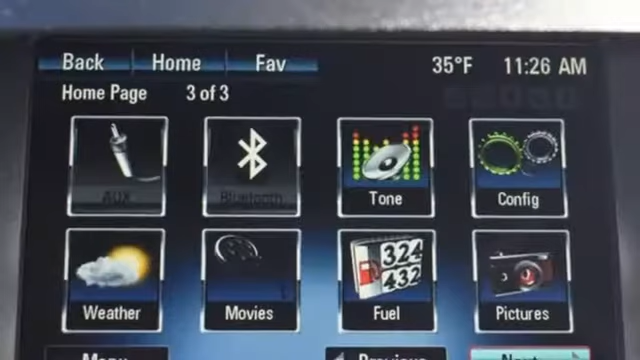 Back Home Fav 35°F 11:26 AM
Home Page 3 of 3
AUX Bluetooth Tone Config
324
432
Weather Movies Fuel Pictures
Menu Previous Next